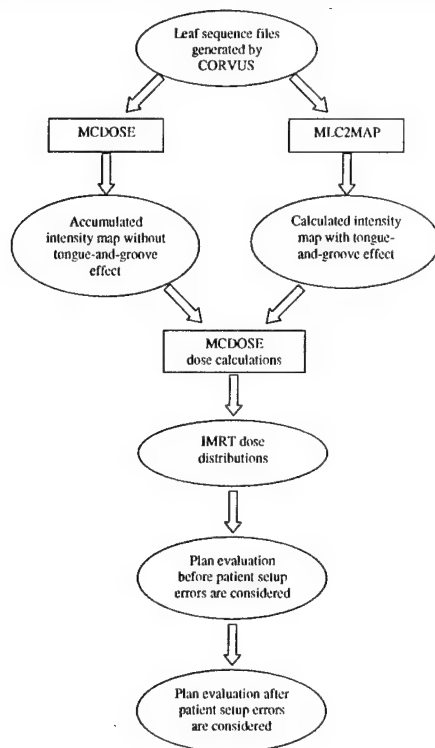 Leaf sequence files
generated by
CORVUS
MCDOSE
MLC2MAP
Accumulated
intensity map without
tongue-and-groove
effect
Calculated intensity
map with tongue-
and-groove effect
MCDOSE
dose calculations
IMRT dose
distributions
Plan evaluation
before patient setup
errors are considered
Plan evaluation after
patient setup errors
are considered